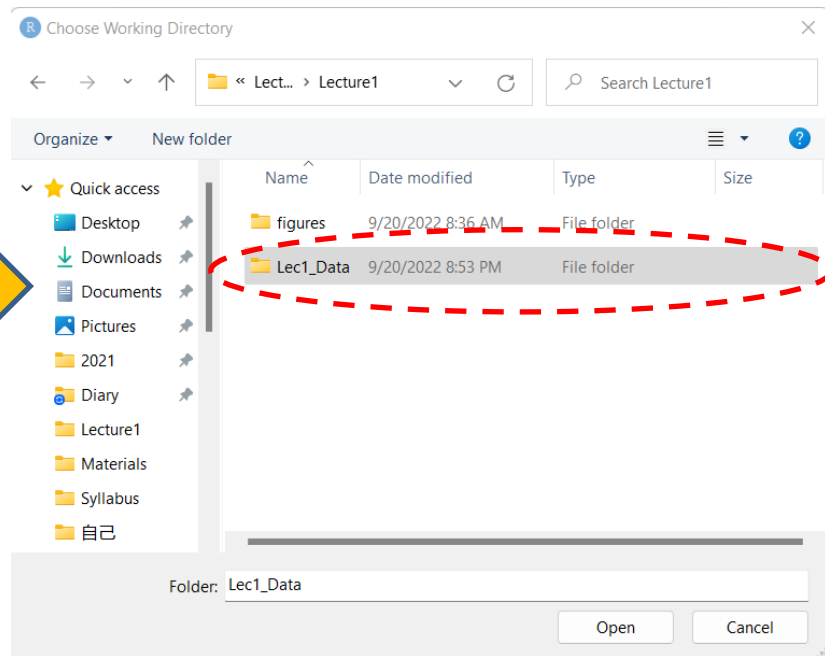 R Choose Working Directory
« Lect... › Lecture1
Search Lecture1
Organize New folder
?
Name Date modified Type Size
Quick access
Desktop
Downloads
Documents
Pictures
2021
Diary
Lecture1
Materials
Syllabus
自己
figures 9/20/2022 8:36 AM File folder
Lec1_Data 9/20/2022 8:53 PM File folder
Folder: Lec1_Data
Open Cancel